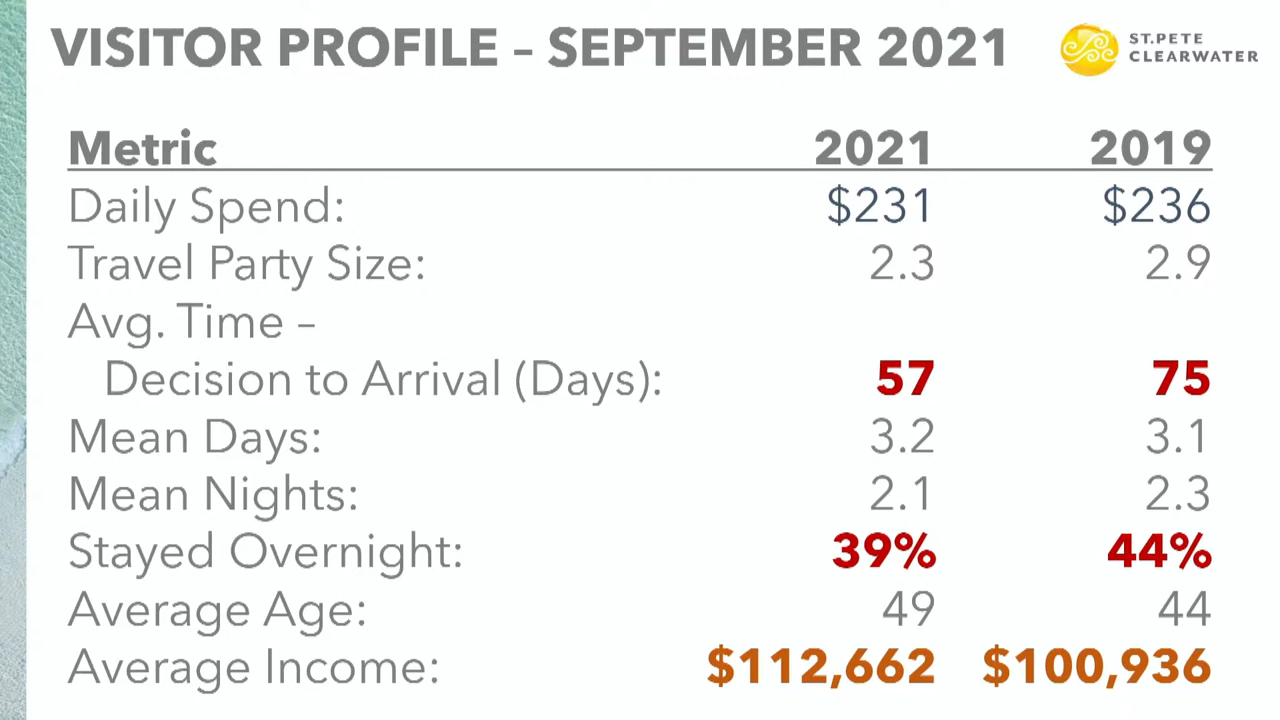 VISITOR PROFILE – SEPTEMBER 2021
ST.PETE
CLEARWATER
Metric 2021 2019
Daily Spend: $231 $236
Travel Party Size: 2.3 2.9
Avg. Time –
Decision to Arrival (Days): 57 75
Mean Days: 3.2 3.1
Mean Nights: 2.1 2.3
Stayed Overnight: 39% 44%
Average Age: 49 44
Average Income: $112,662 $100,936